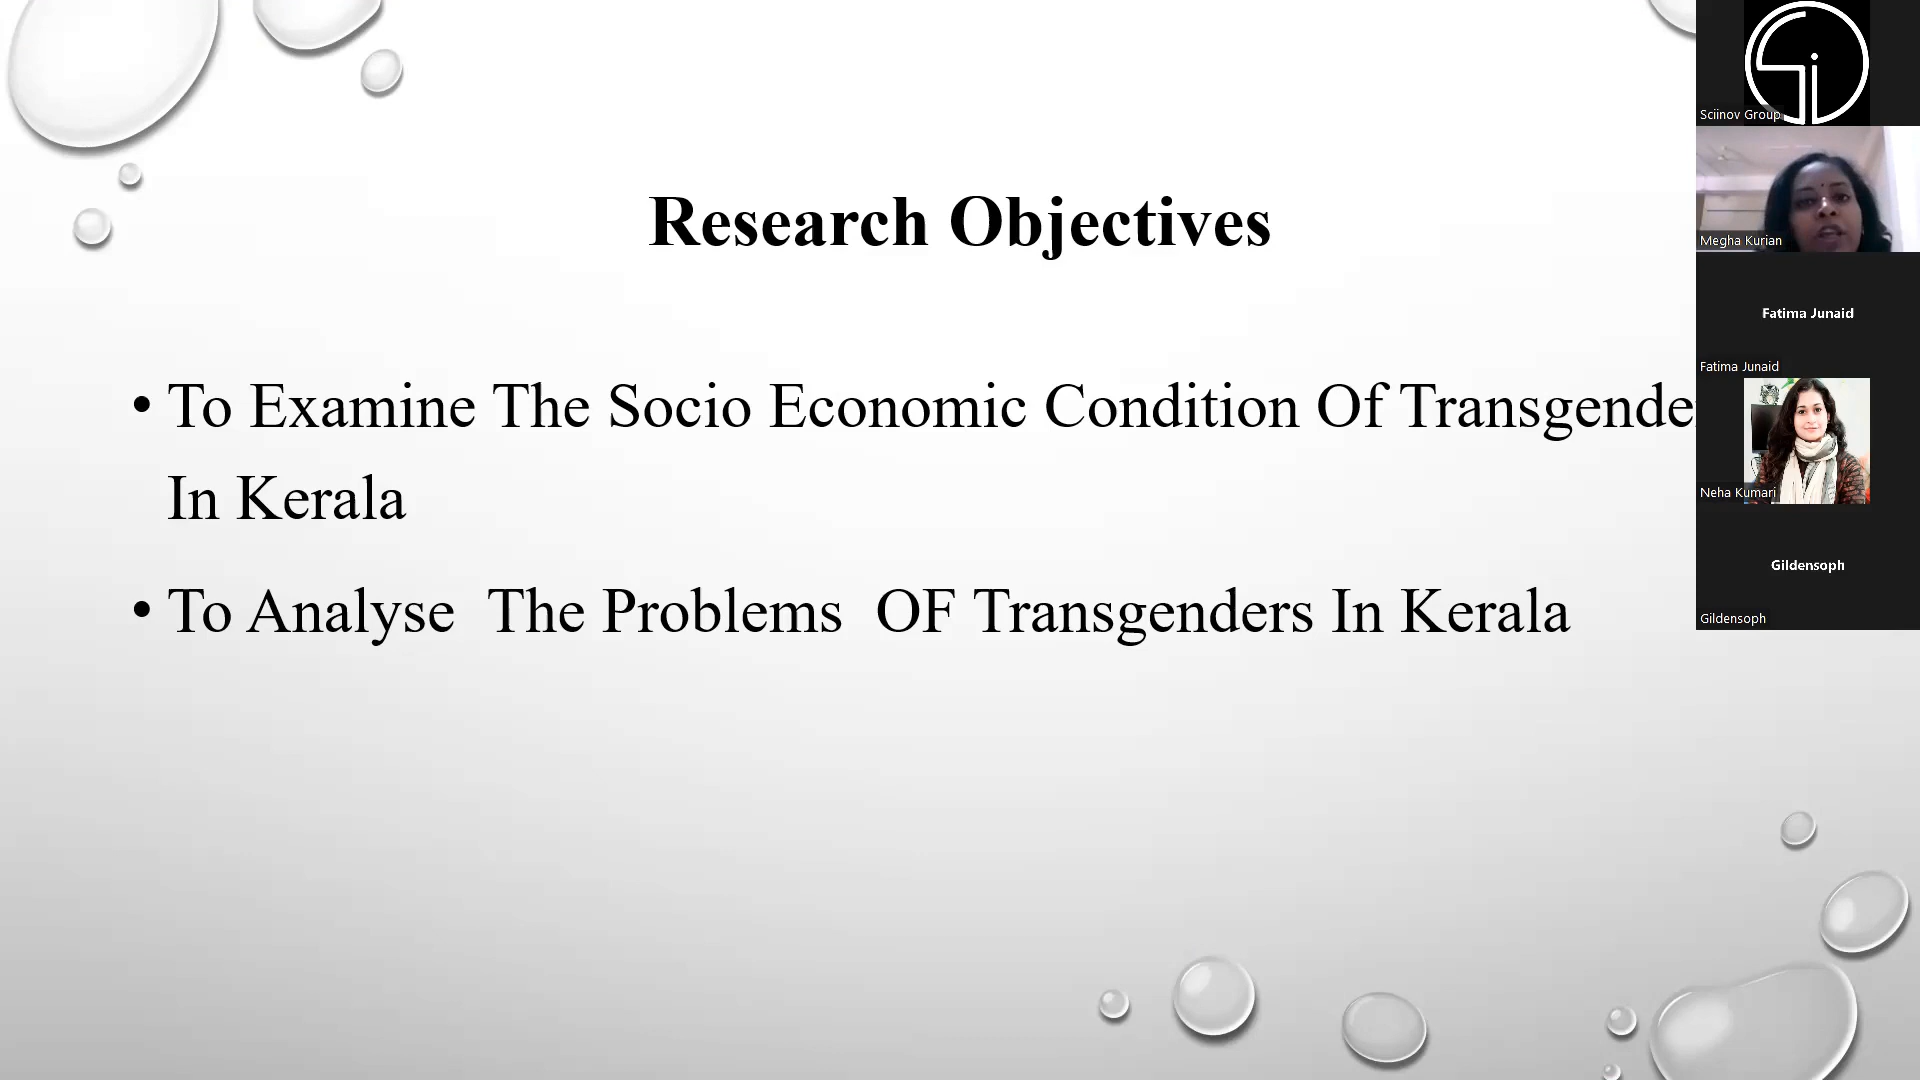 Research Objectives
• To Examine The Socio Economic Condition Of
In Kerala
• To Analyse The Problems OF Transgenders In Kerala
Sciinov Group
Megha Kurian
Fatima Junaid
Fatima Junaid
Neha Kumari
Gildensoph
Gildensoph